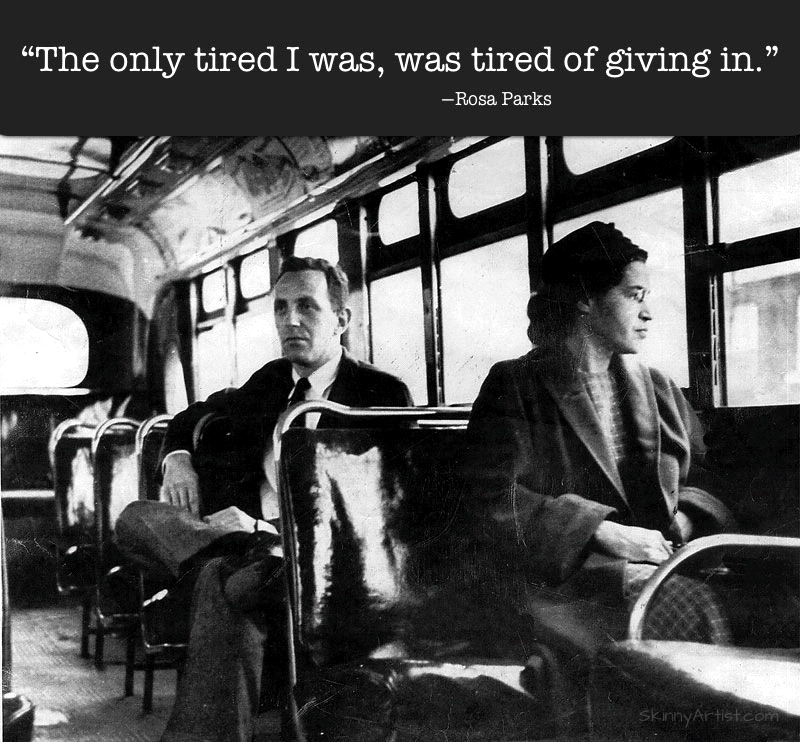 “The only tired I was, was tired of giving in.”
—Rosa Parks
SkinnyArtist.com